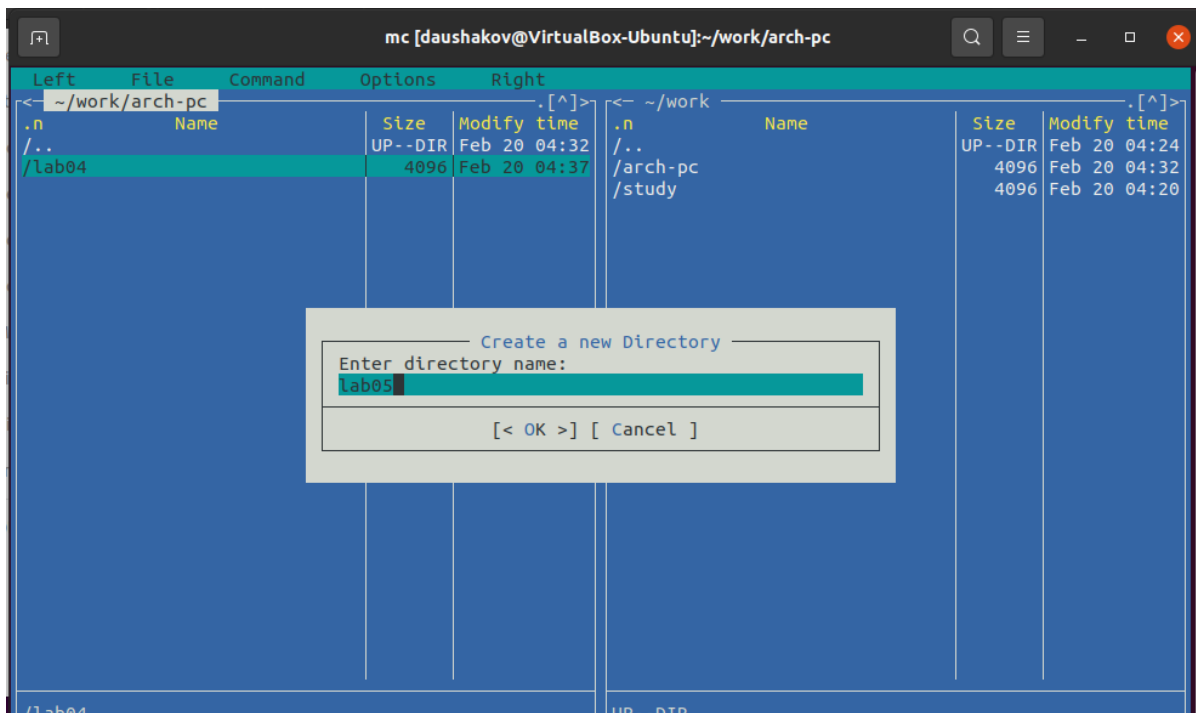 mc [daushakov@VirtualBox-Ubuntu]:~/work/arch-pc
Left File Command Options Right
<─ ~/work/arch-pc .[^]>
.n Name Size Modify time
/.. UP--DIR Feb 20 04:32
/lab04 4096 Feb 20 04:37
<─ ~/work .[^]>
.n Name Size Modify time
/.. UP--DIR Feb 20 04:24
/arch-pc 4096 Feb 20 04:32
/study 4096 Feb 20 04:20
Create a new Directory
Enter directory name:
lab05
[< OK >] [ Cancel ]
/lab04
UP--DIR